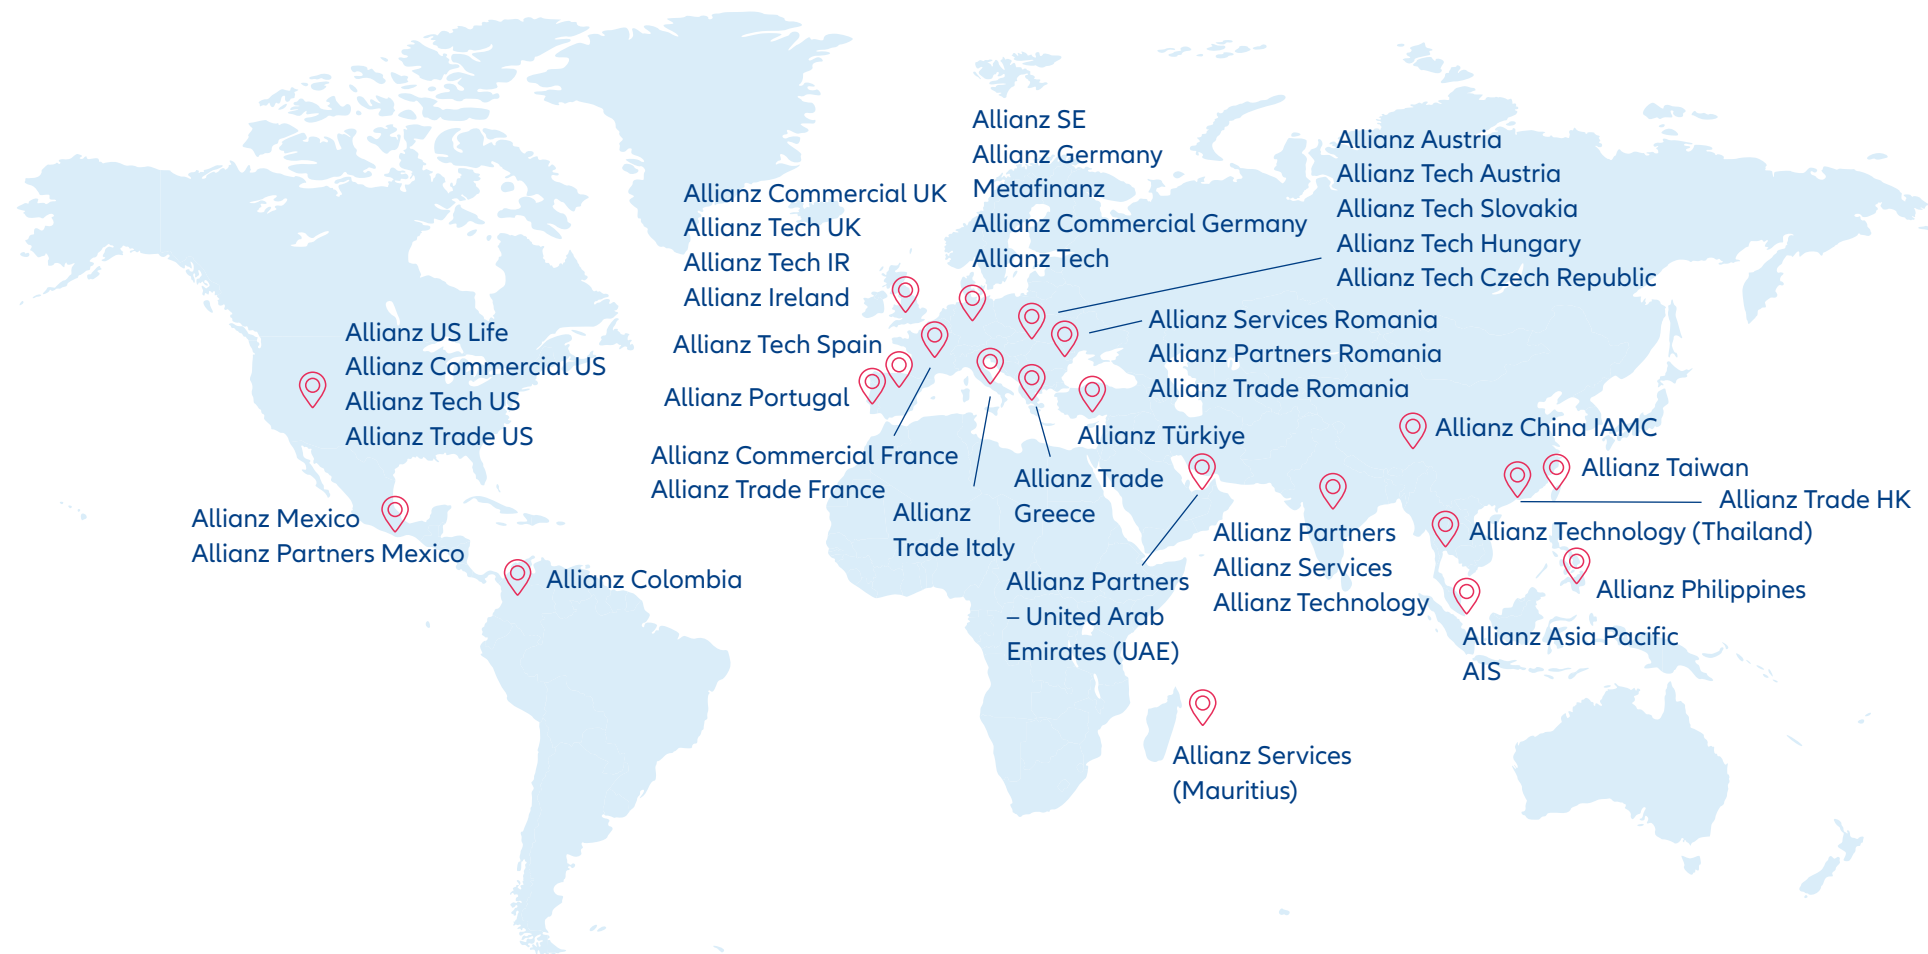 Allianz SE
Allianz Germany
Metafinanz
Allianz Commercial Germany
Allianz Tech
Allianz Austria
Allianz Tech Austria
Allianz Tech Slovakia
Allianz Tech Hungary
Allianz Tech Czech Republic
Allianz Commercial UK
Allianz Tech UK
Allianz Tech IR
Allianz Ireland
Allianz US Life
Allianz Commercial US
Allianz Tech US
Allianz Trade US
Allianz Tech Spain
Allianz Portugal
Allianz Services Romania
Allianz Partners Romania
Allianz Trade Romania
Allianz Commercial France
Allianz Trade France
Allianz
Trade Italy
Allianz Trade
Greece
Allianz Türkiye
Allianz China IAMC
Allianz Taiwan
Allianz Trade HK
Allianz Technology (Thailand)
Allianz Mexico
Allianz Partners Mexico
Allianz Colombia
Allianz Partners
– United Arab
Emirates (UAE)
Allianz Partners
Allianz Services
Allianz Technology
Allianz Philippines
Allianz Asia Pacific
AIS
Allianz Services
(Mauritius)